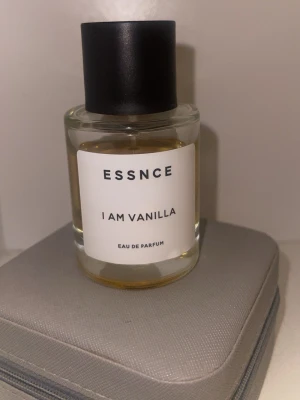 ESSNCE
I AM VANILLA
EAU DE PARFUM